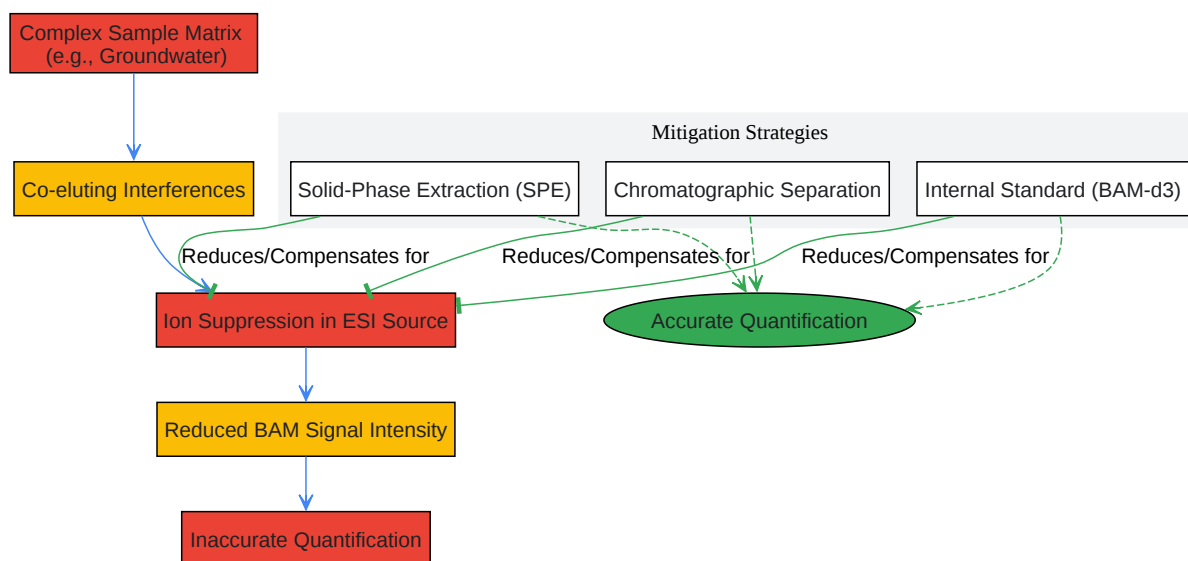 Complex Sample Matrix
(e.g., Groundwater)
Mitigation Strategies
Co-eluting Interferences
Solid-Phase Extraction (SPE)
Chromatographic Separation
Internal Standard (BAM-d3)
Reduces/Compensates for
Reduces/Compensates for
Reduces/Compensates for
Ion Suppression in ESI Source
Accurate Quantification
Reduced BAM Signal Intensity
Inaccurate Quantification